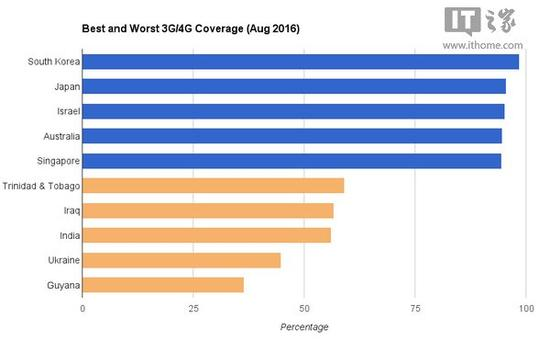 IT之家
www.ithome.com
Best and Worst 3G/4G Coverage (Aug 2016)
South Korea
Japan
Israel
Australia
Singapore
Trinidad & Tobago
Iraq
India
Ukraine
Guyana
0 25 50 75 100
Percentage